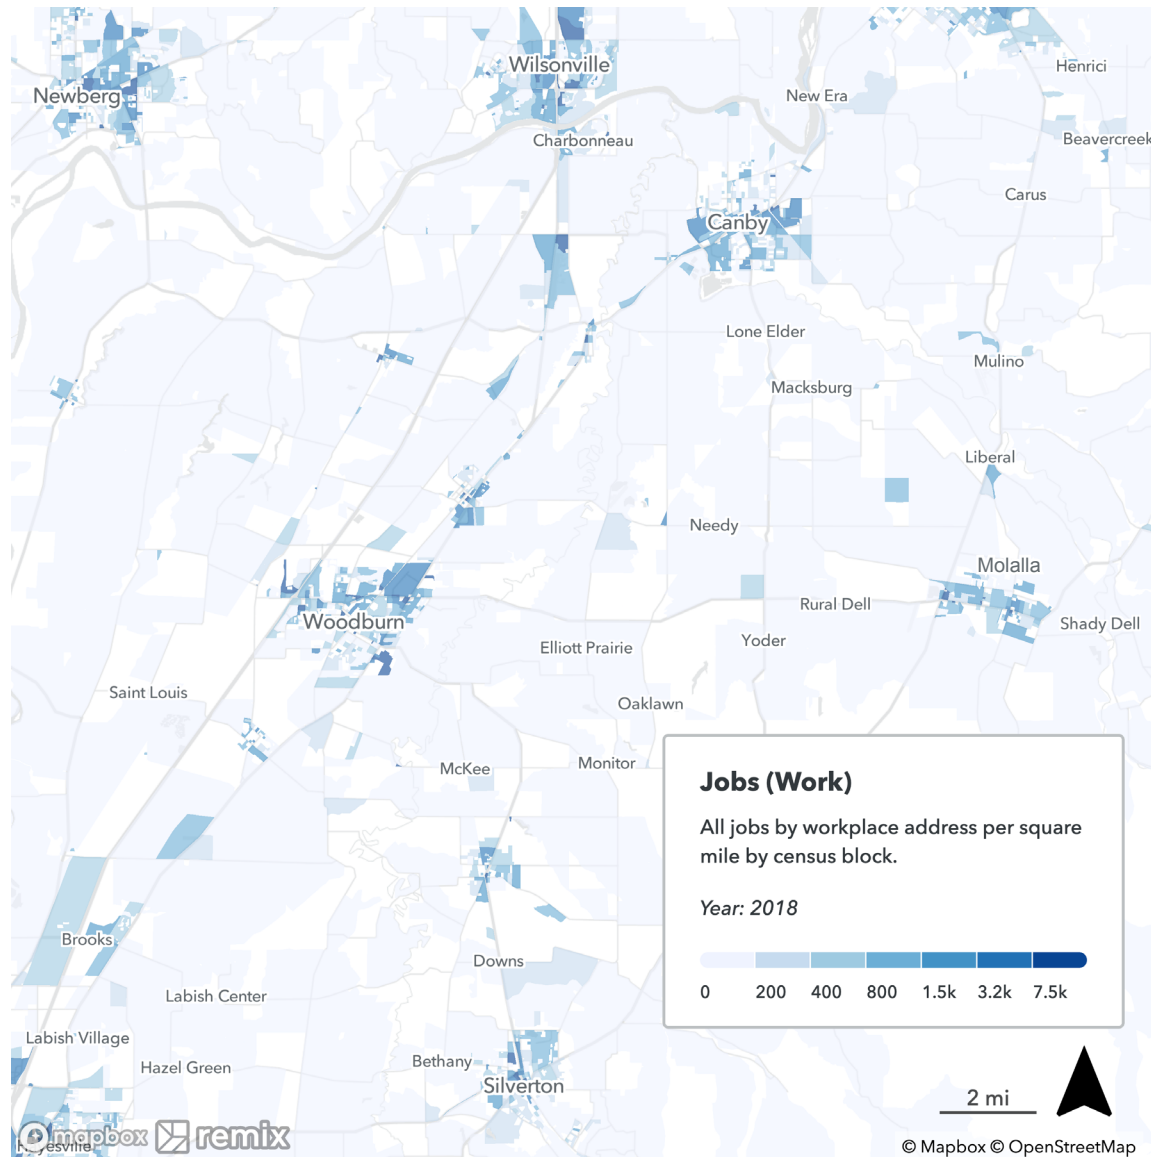 Wilsonville
Henrici
Newberg
New Era
Charbonneau
Beavercreek
Carus
Canby
Lone Elder
Mulino
Macksburg
Liberal
Needy
Molalla
Rural Dell
Woodburn
Shady Dell
Yoder
Elliott Prairie
Saint Louis
Oaklawn
McKee
Monitor
Jobs (Work)
All jobs by workplace address per square
mile by census block.
Year: 2018
0 200 400 800 1.5k 3.2k 7.5k
Brooks
Downs
Labish Center
Labish Village
Bethany
Hazel Green
Silverton
2 mi
mapbox remix
© Mapbox © OpenStreetMap